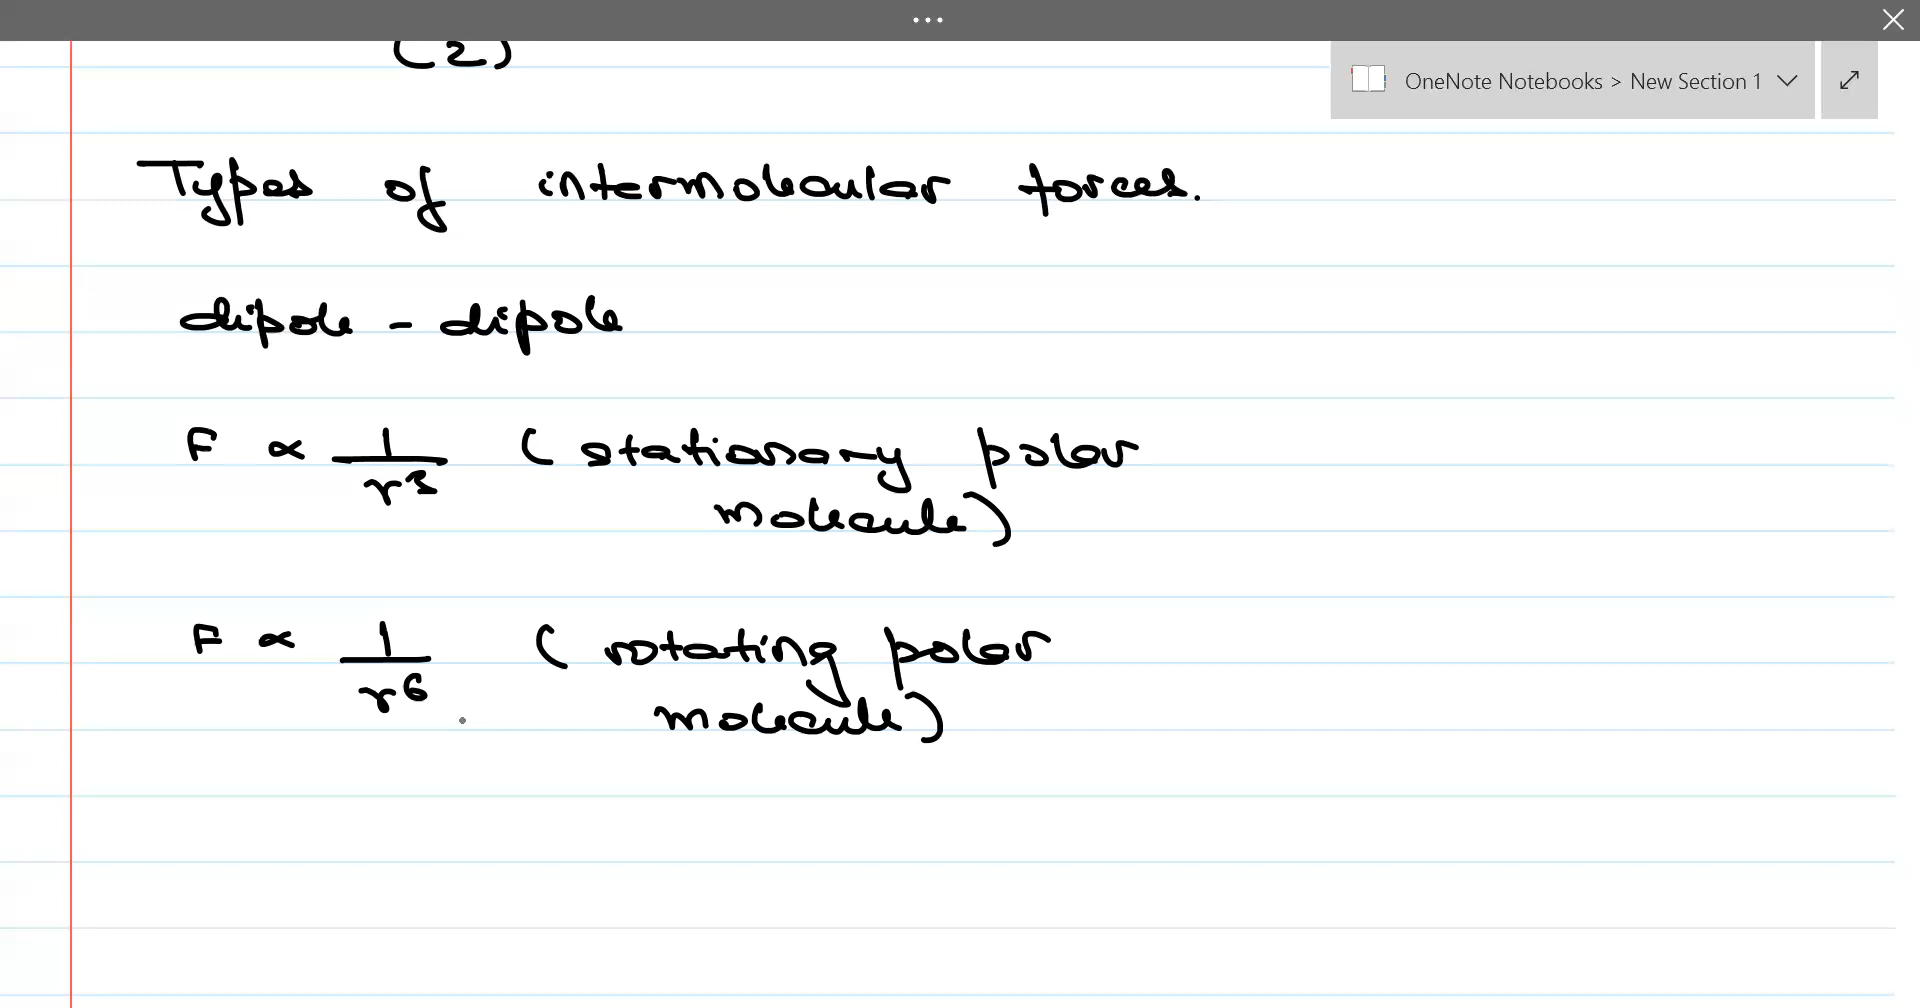 ...
(2)
OneNote Notebooks > New Section 1
Types of intermolecular forces.
dipole - dipole
F ∝ 1/r³ (stationary polar
molecule)
F ∝ 1/r⁶ (rotating polar
molecule)